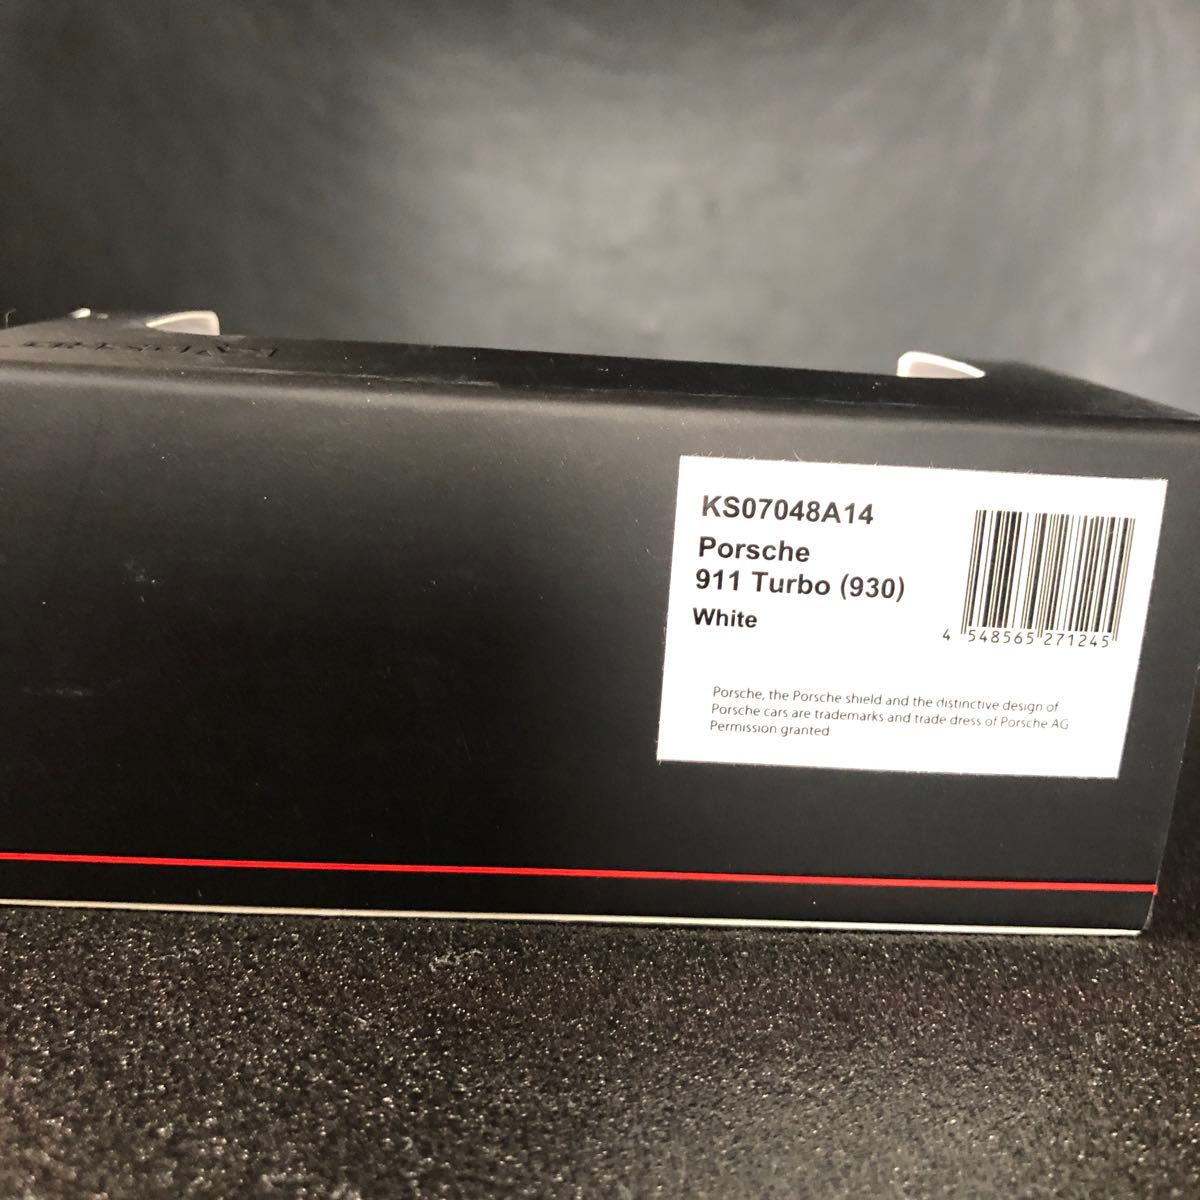 KS07048A14
Porsche
911 Turbo (930)
White
4 548565 271245
Porsche, the Porsche shield and the distinctive design of
Porsche cars are trademarks and trade dress of Porsche AG
Permission granted